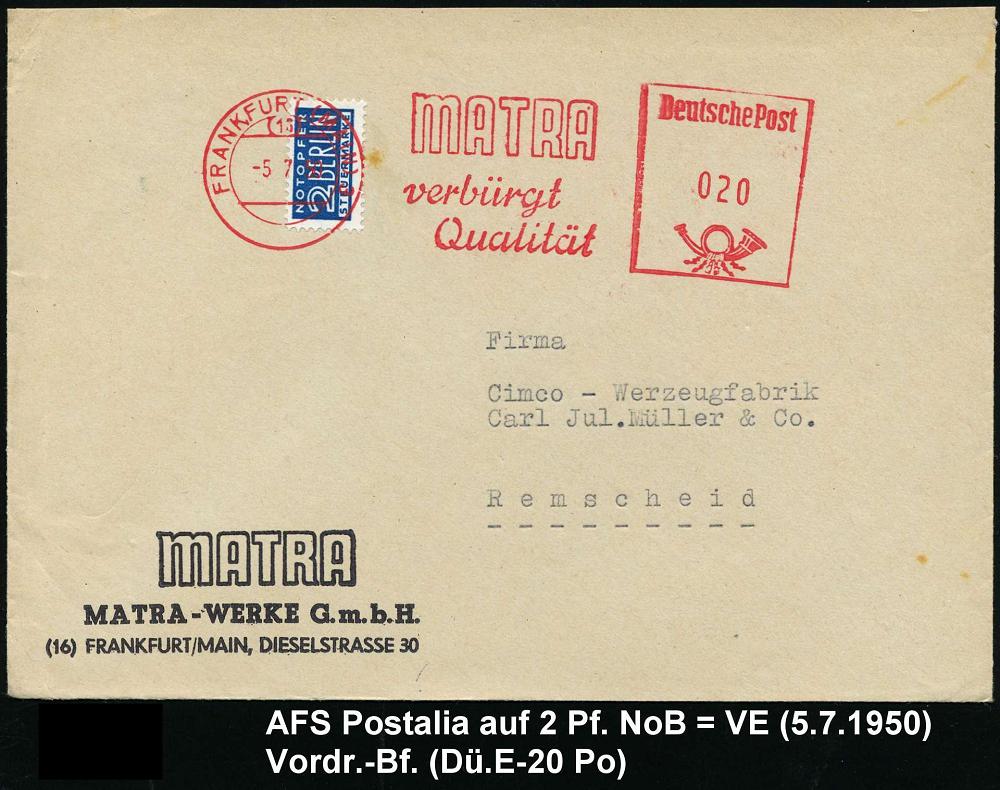 FRANKFURT
(16)
-5 7
NOTOPFER
2 BERLIN
STEUERMARKE
MATRA
verbürgt
Qualität
Deutsche Post
020
Firma
Cimco - Werzeugfabrik
Carl Jul.Müller & Co.
Remscheid
MATRA
MATRA-WERKE G.m.b.H.
(16) FRANKFURT/MAIN, DIESELSTRASSE 30
AFS Postalia auf 2 Pf. NoB = VE (5.7.1950)
Vordr.-Bf. (Dü.E-20 Po)